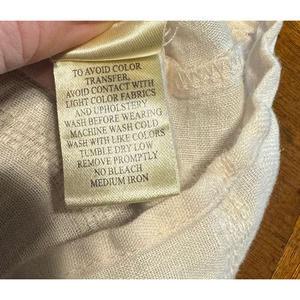 TO AVOID COLOR
TRANSFER,
AVOID CONTACT WITH
LIGHT COLOR FABRICS
AND UPHOLSTERY
WASH BEFORE WEARING
MACHINE WASH COLD
WASH WITH LIKE COLORS
TUMBLE DRY LOW
REMOVE PROMPTLY
NO BLEACH
MEDIUM IRON